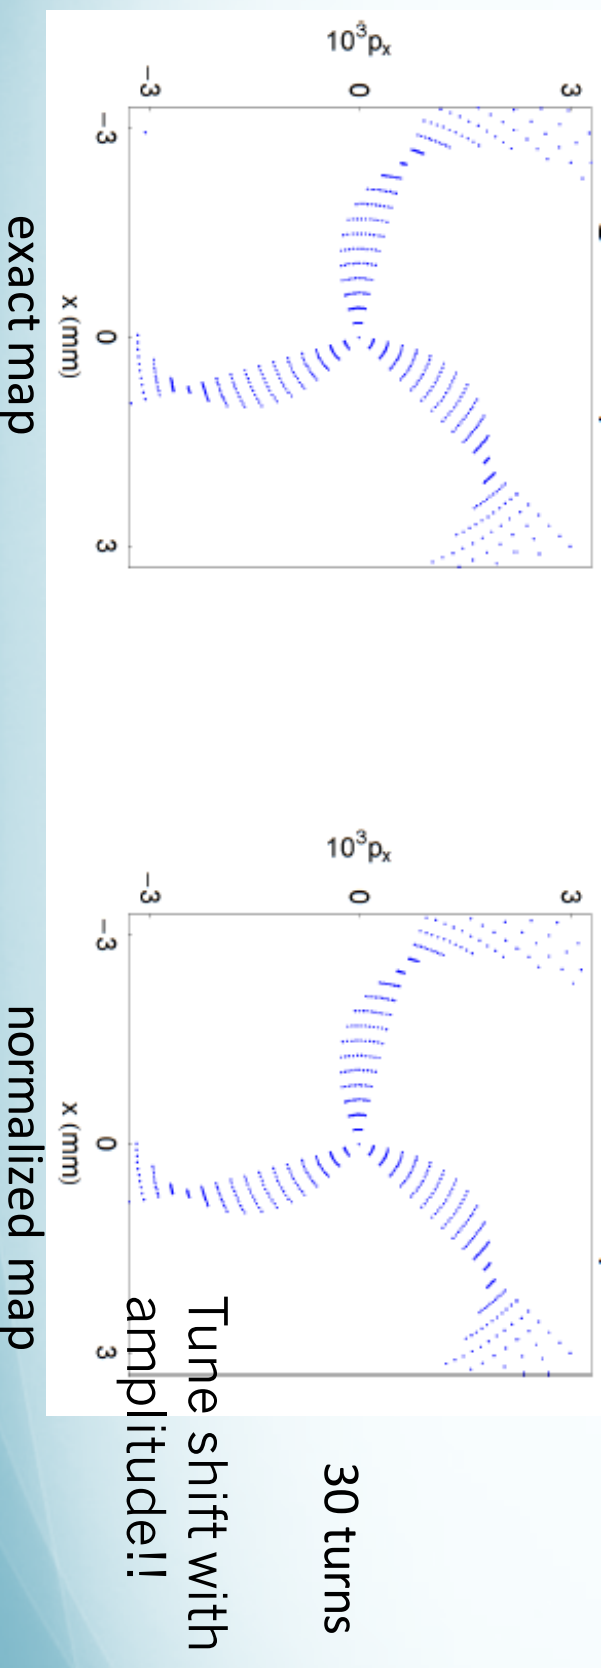 10³pₓ
3
0
−3
−3
0
3
x (mm)
exact map
10³pₓ
3
0
−3
−3
0
3
x (mm)
normalized map
30 turns
Tune shift with
amplitude!!